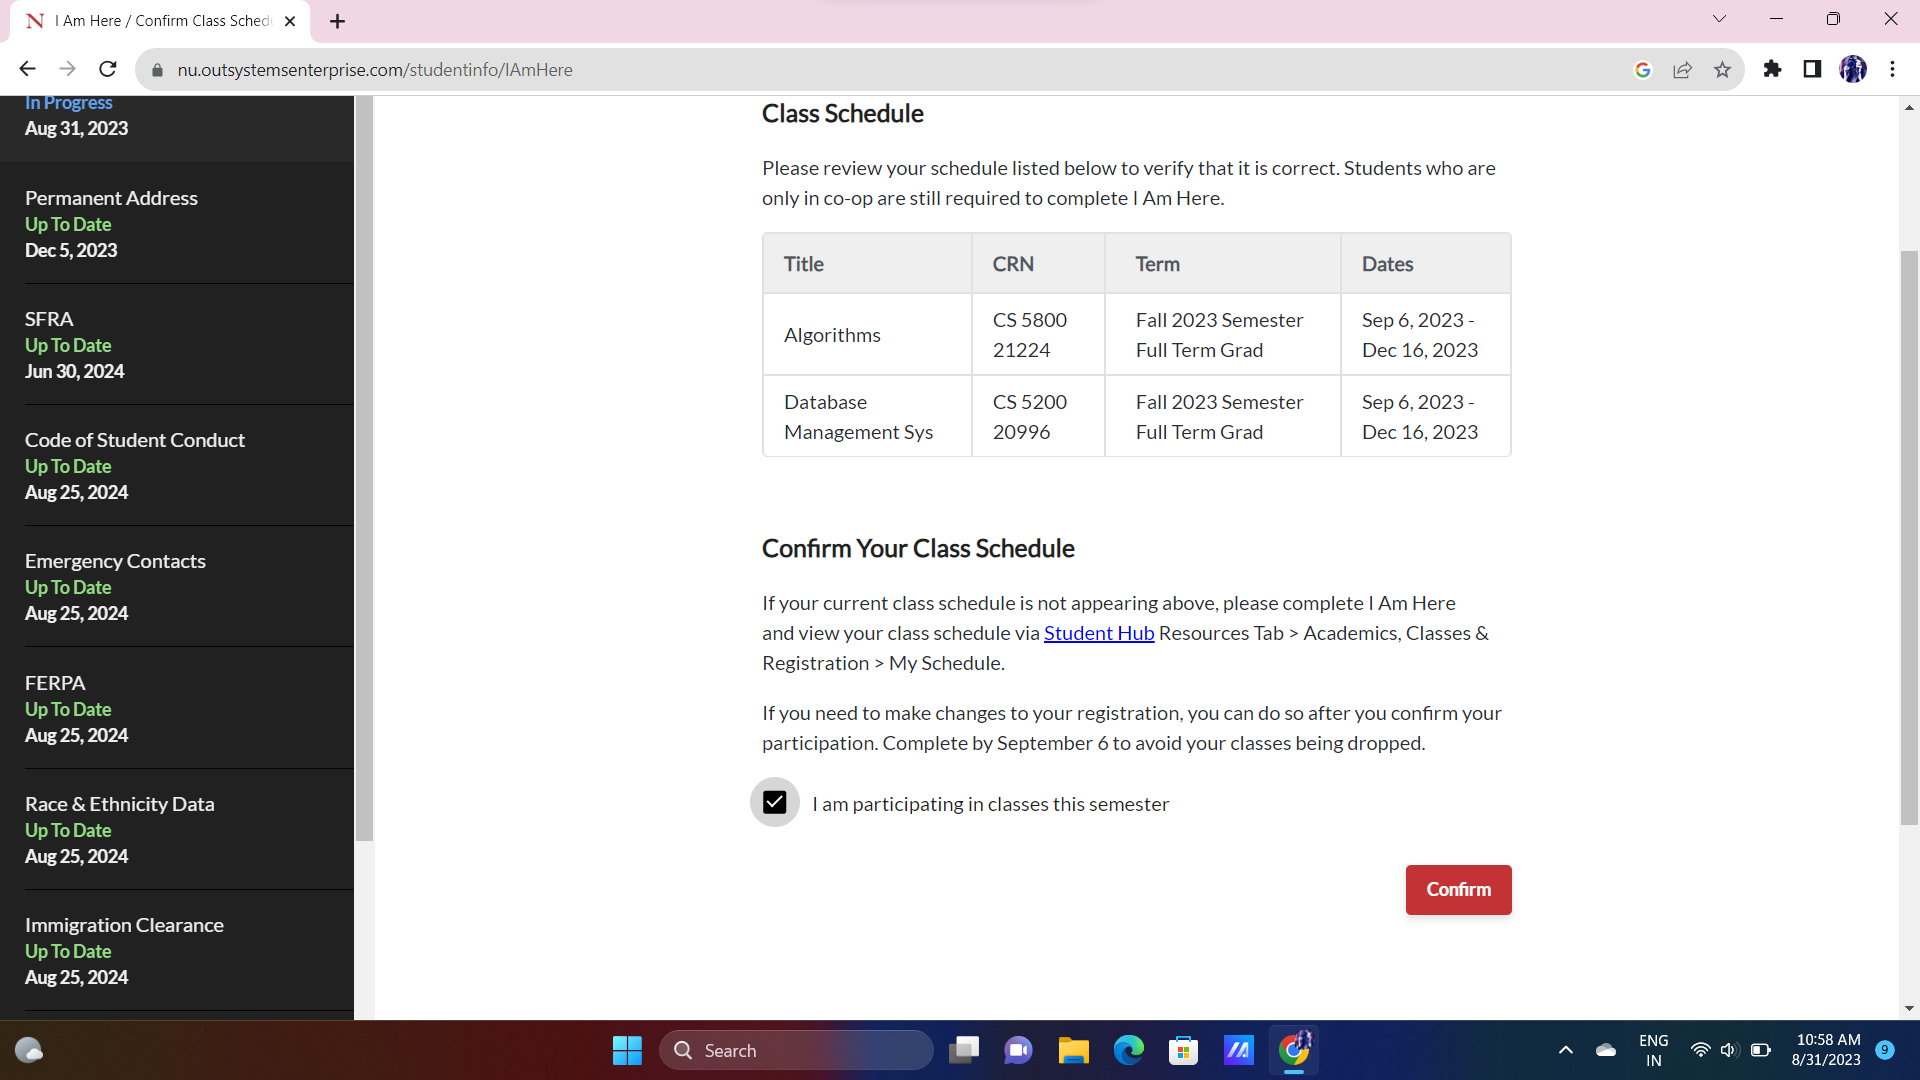 I Am Here / Confirm Class Sched
nu.outsystemsenterprise.com/studentinfo/IAmHere
In Progress
Aug 31, 2023
Permanent Address
Up To Date
Dec 5, 2023
SFRA
Up To Date
Jun 30, 2024
Code of Student Conduct
Up To Date
Aug 25, 2024
Emergency Contacts
Up To Date
Aug 25, 2024
FERPA
Up To Date
Aug 25, 2024
Race & Ethnicity Data
Up To Date
Aug 25, 2024
Immigration Clearance
Up To Date
Aug 25, 2024
Class Schedule
Please review your schedule listed below to verify that it is correct. Students who are
only in co-op are still required to complete I Am Here.
Title CRN Term Dates
Algorithms
CS 5800
21224
Fall 2023 Semester
Full Term Grad
Sep 6, 2023 -
Dec 16, 2023
Database
Management Sys
CS 5200
20996
Fall 2023 Semester
Full Term Grad
Sep 6, 2023 -
Dec 16, 2023
Confirm Your Class Schedule
If your current class schedule is not appearing above, please complete I Am Here
and view your class schedule via Student Hub Resources Tab > Academics, Classes &
Registration > My Schedule.
If you need to make changes to your registration, you can do so after you confirm your
participation. Complete by September 6 to avoid your classes being dropped.
I am participating in classes this semester
Confirm
Search
ENG
IN
10:58 AM
8/31/2023
9